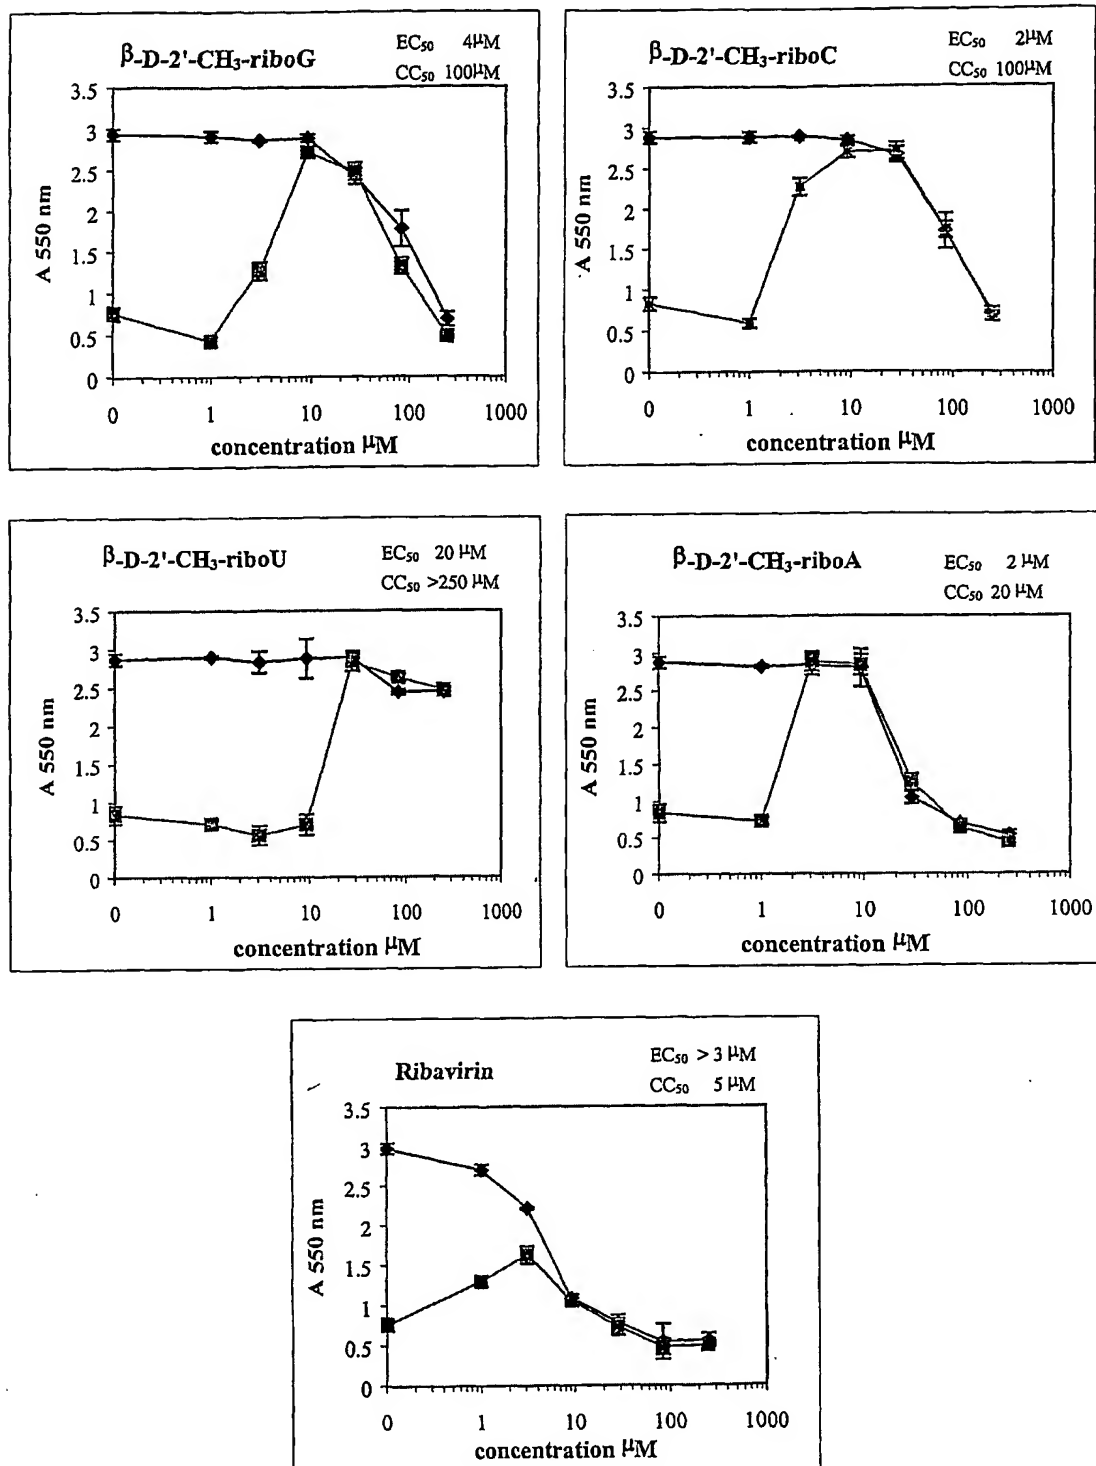 β-D-2'-CH₃-riboG
EC₅₀ 4μM
CC₅₀ 100μM
3.5
3
2.5
2
1.5
1
0.5
0
A 550 nm
0 1 10 100 1000
concentration μM
β-D-2'-CH₃-riboC
EC₅₀ 2μM
CC₅₀ 100μM
3.5
3
2.5
2
1.5
1
0.5
0
A 550 nm
0 1 10 100 1000
concentration μM
β-D-2'-CH₃-riboU
EC₅₀ 20 μM
CC₅₀ >250 μM
3.5
3
2.5
2
1.5
1
0.5
0
A 550 nm
0 1 10 100 1000
concentration μM
β-D-2'-CH₃-riboA
EC₅₀ 2 μM
CC₅₀ 20 μM
3.5
3
2.5
2
1.5
1
0.5
0
A 550 nm
0 1 10 100 1000
concentration μM
Ribavirin
EC₅₀ > 3 μM
CC₅₀ 5 μM
3.5
3
2.5
2
1.5
1
0.5
0
A 550 nm
0 1 10 100 1000
concentration μM